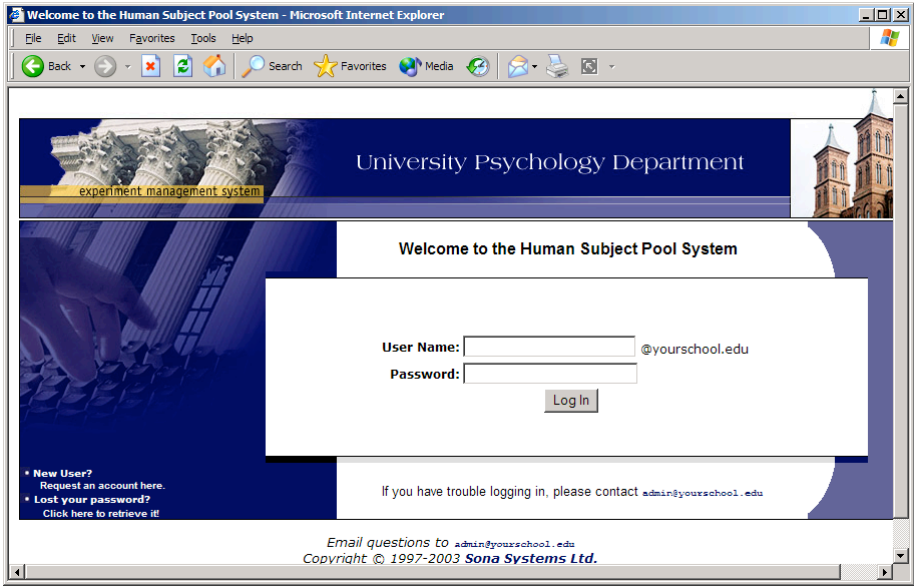 Welcome to the Human Subject Pool System - Microsoft Internet Explorer
File Edit View Favorites Tools Help
Back Search Favorites Media
University Psychology Department
experiment management system
Welcome to the Human Subject Pool System
User Name: @yourschool.edu
Password:
Log In
New User?
Request an account here.
Lost your password?
Click here to retrieve it!
If you have trouble logging in, please contact admin@yourschool.edu
Email questions to admin@yourschool.edu
Copyright © 1997-2003 Sona Systems Ltd.